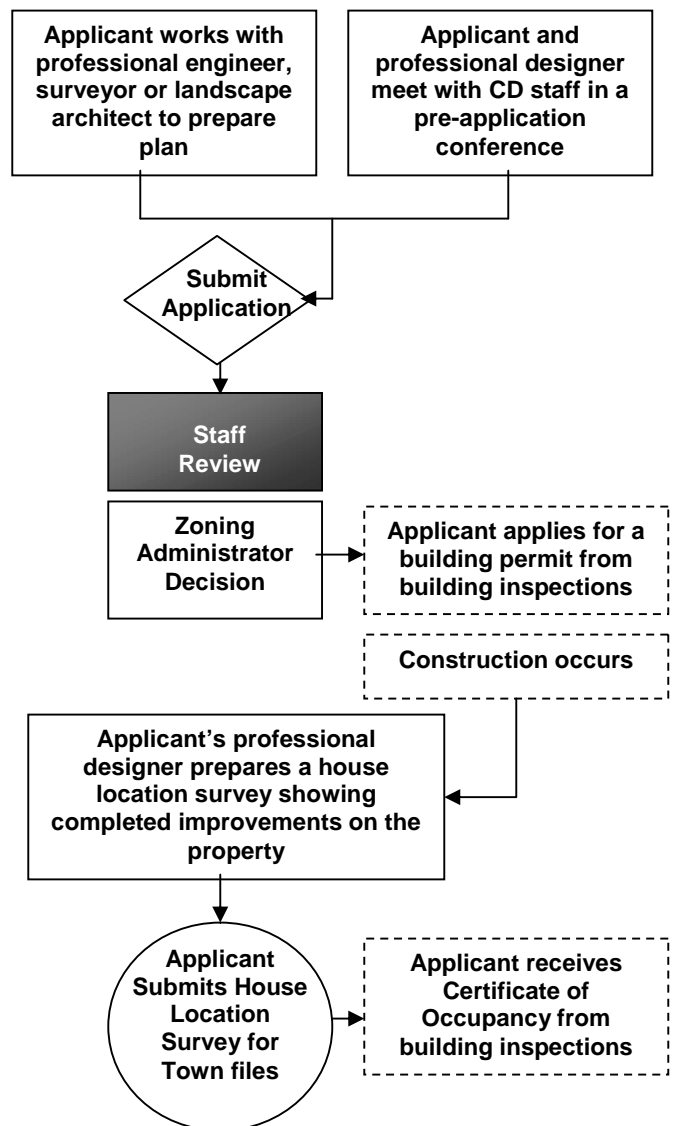 Applicant works with
professional engineer,
surveyor or landscape
architect to prepare
plan
Applicant and
professional designer
meet with CD staff in a
pre-application
conference
Submit
Application
Staff
Review
Zoning
Administrator
Decision
Applicant applies for a
building permit from
building inspections
Construction occurs
Applicant’s professional
designer prepares a house
location survey showing
completed improvements on the
property
Applicant
Submits House
Location
Survey for
Town files
Applicant receives
Certificate of
Occupancy from
building inspections